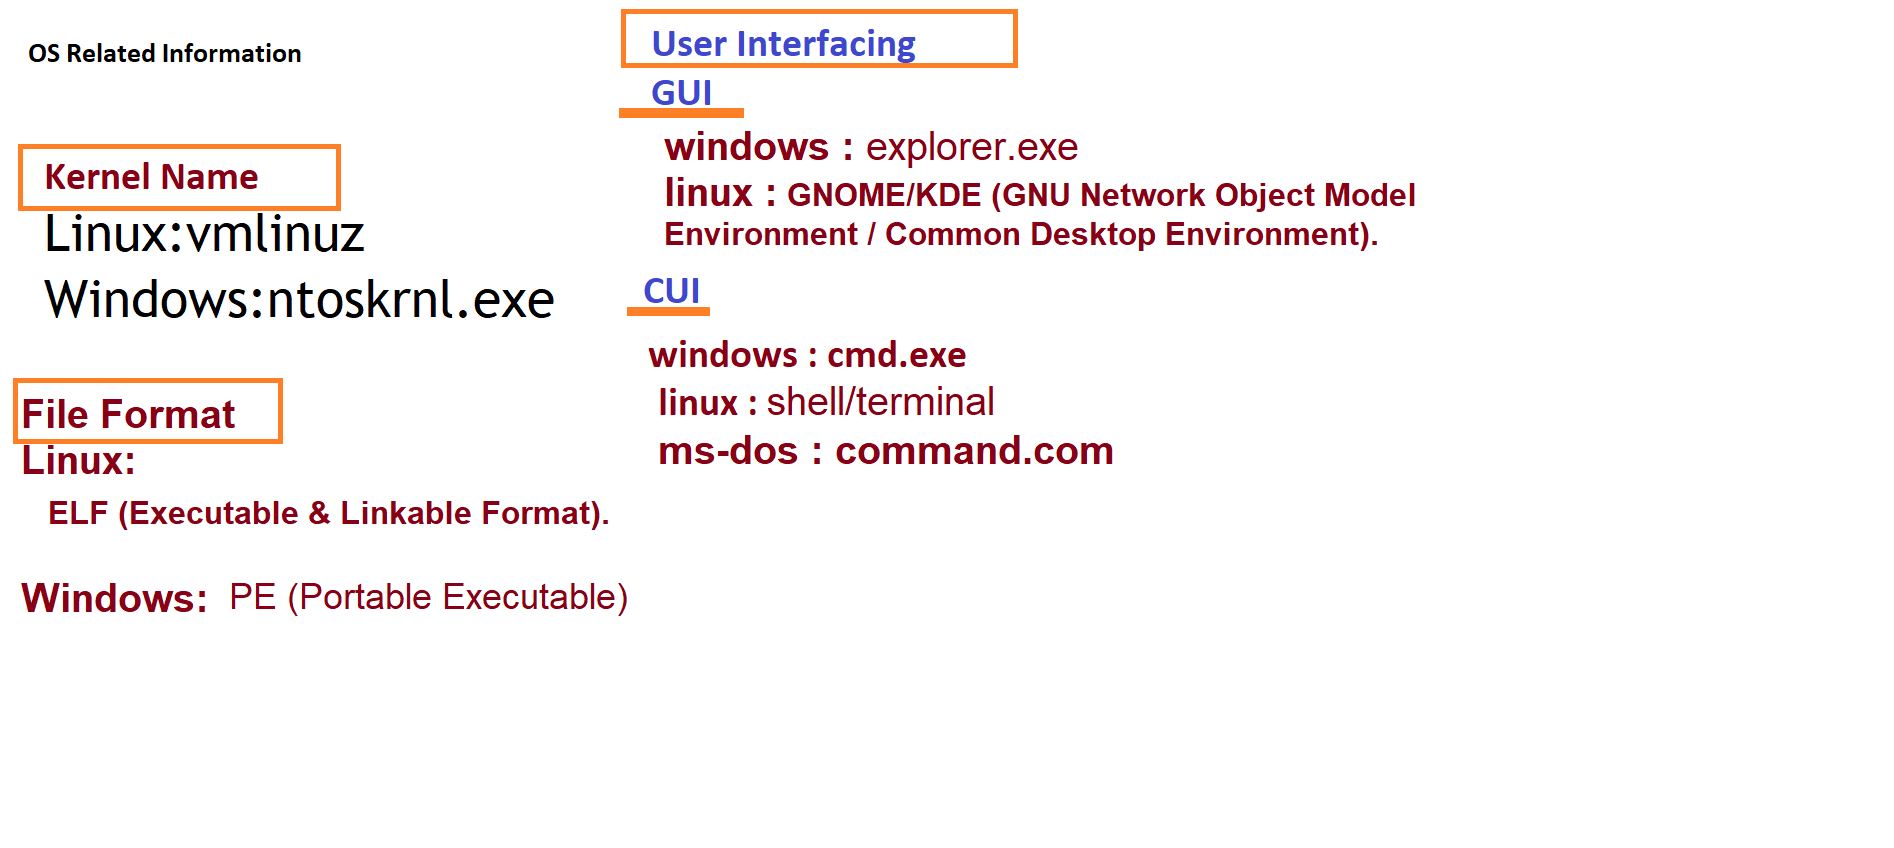 OS Related Information
Kernel Name
Linux:vmlinuz
Windows:ntoskrnl.exe
File Format
Linux:
ELF (Executable & Linkable Format).
Windows: PE (Portable Executable)
User Interfacing
GUI
windows : explorer.exe
linux : GNOME/KDE (GNU Network Object Model
Environment / Common Desktop Environment).
CUI
windows : cmd.exe
linux : shell/terminal
ms-dos : command.com